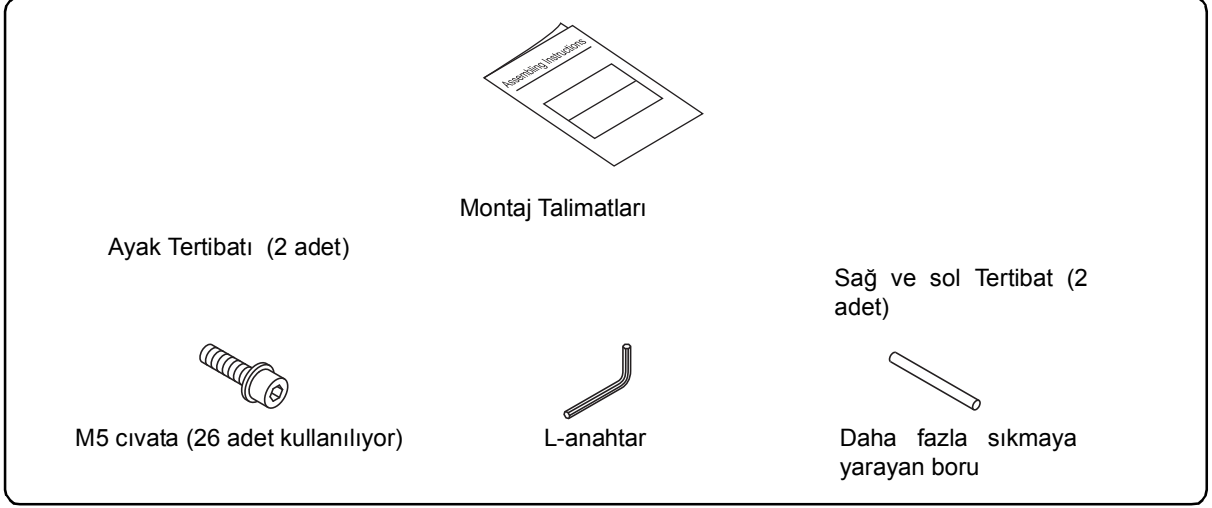 Assembling Instructions
Montaj Talimatları
Ayak Tertibatı (2 adet)
Sağ ve sol Tertibat (2
adet)
M5 cıvata (26 adet kullanılıyor)
L-anahtar
Daha fazla sıkmaya
yarayan boru